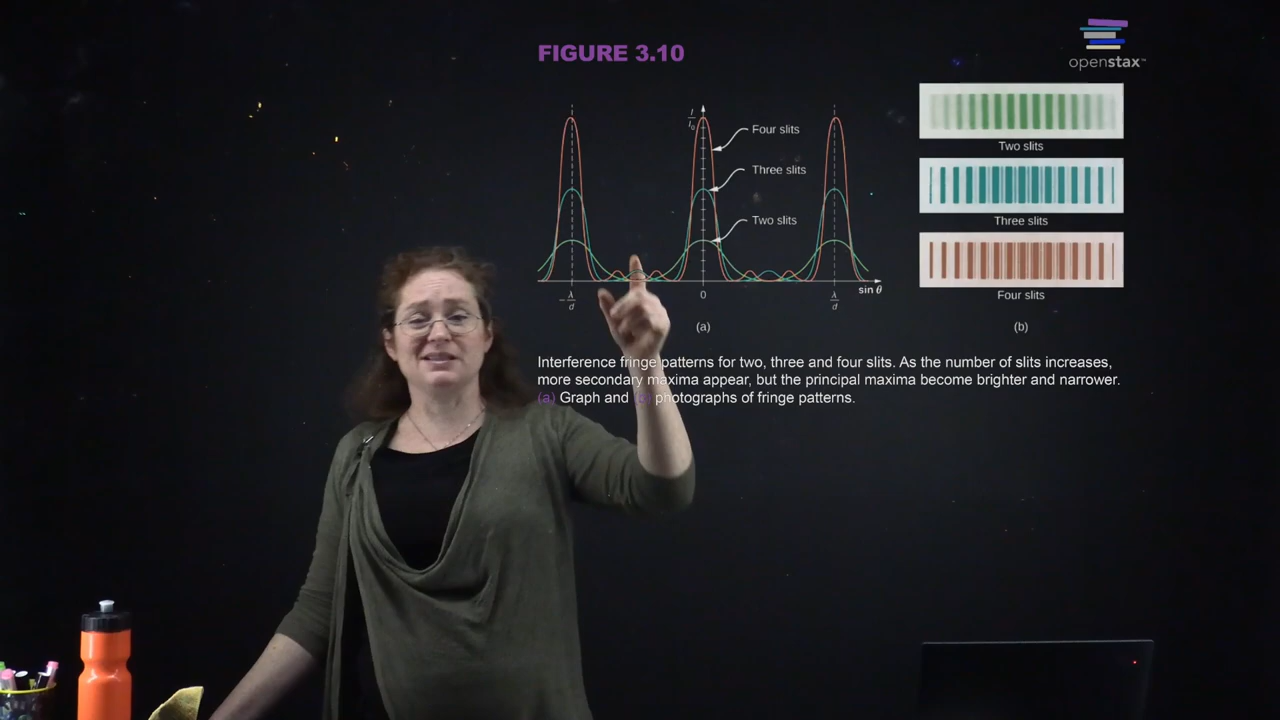 FIGURE 3.10
openstax™
I
I₀
Four slits
Three slits
Two slits
sin θ
-λ/d
0
λ/d
(a)
Two slits
Three slits
Four slits
(b)
Interference fringe patterns for two, three and four slits. As the number of slits increases,
more secondary maxima appear, but the principal maxima become brighter and narrower.
(a) Graph and (b) photographs of fringe patterns.